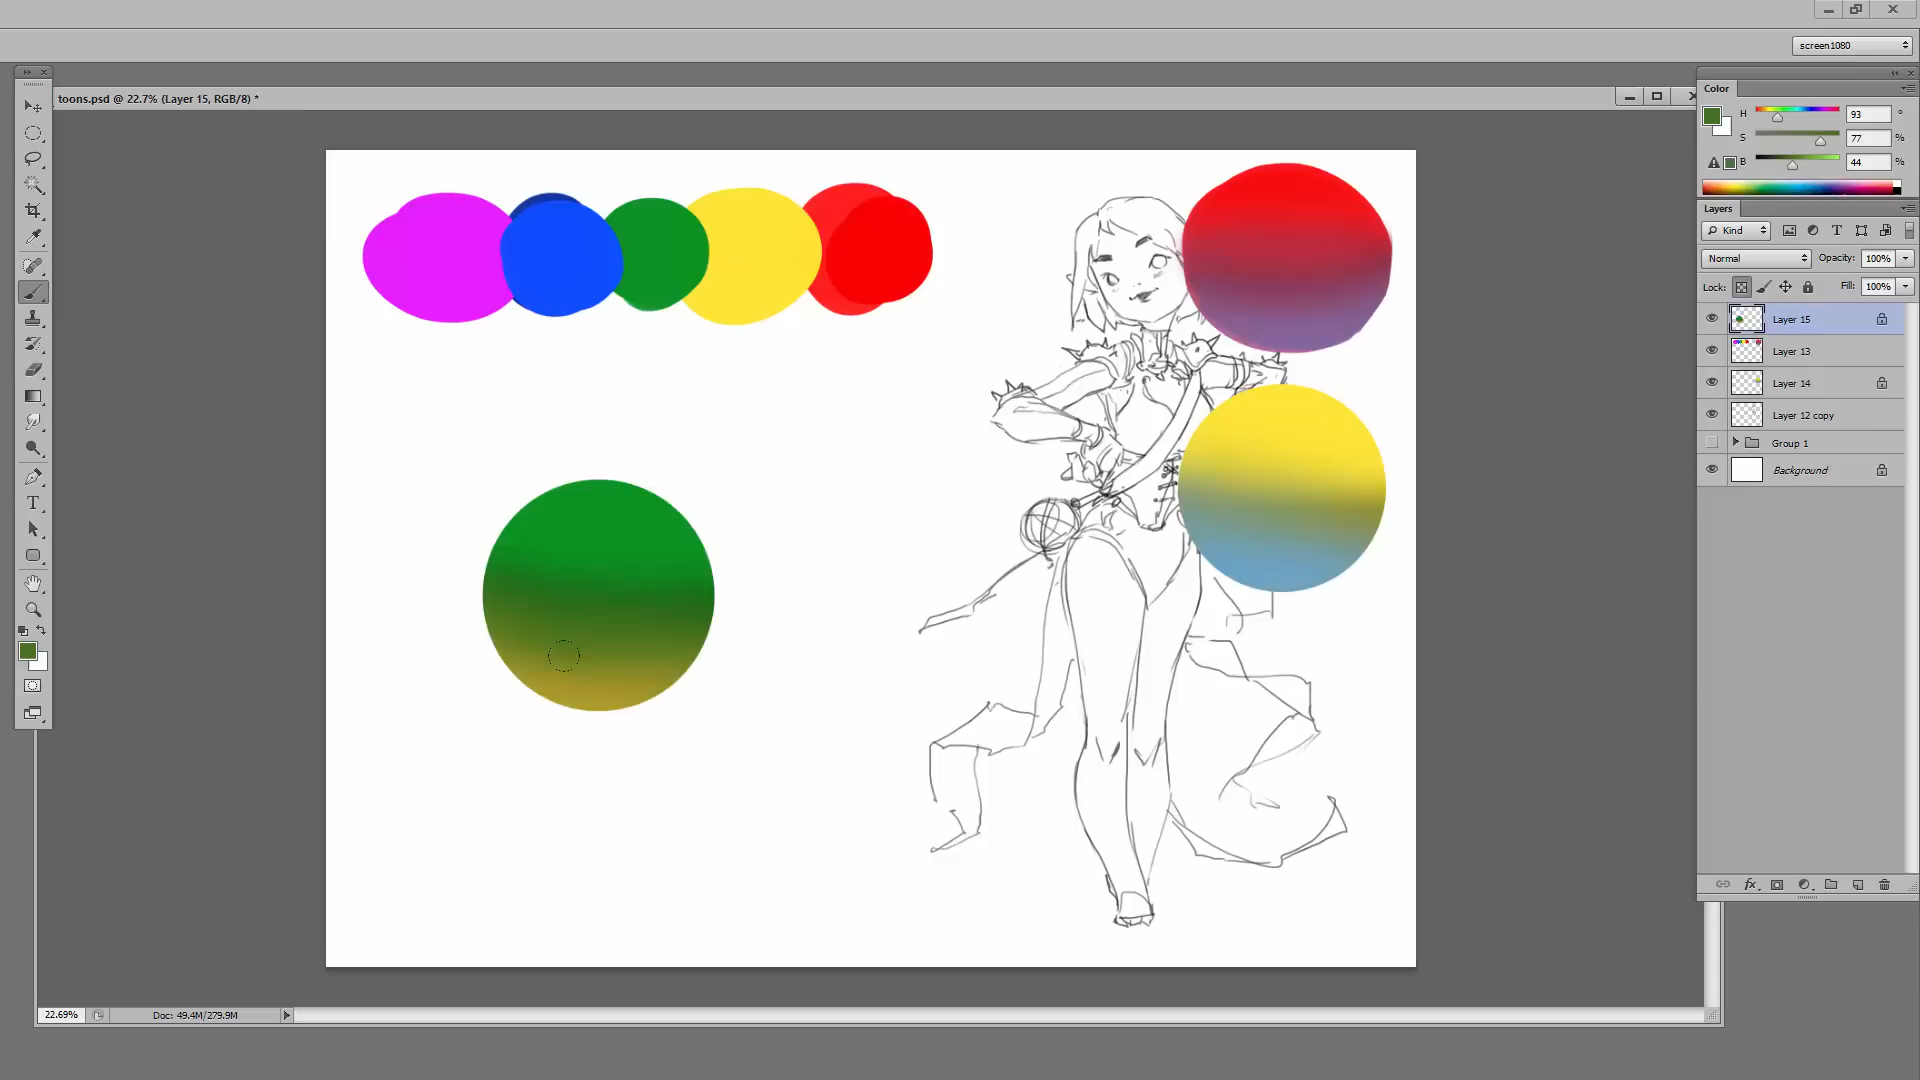 screen1080
toons.psd @ 22.7% (Layer 15, RGB/8) *
Color
H 93 °
S 77 %
B 44 %
Layers
Kind
T
Normal Opacity: 100%
Lock: Fill: 100%
Layer 15
Layer 13
Layer 14
Layer 12 copy
Group 1
Background
T
fx
22.69% Doc: 49.4M/279.9M